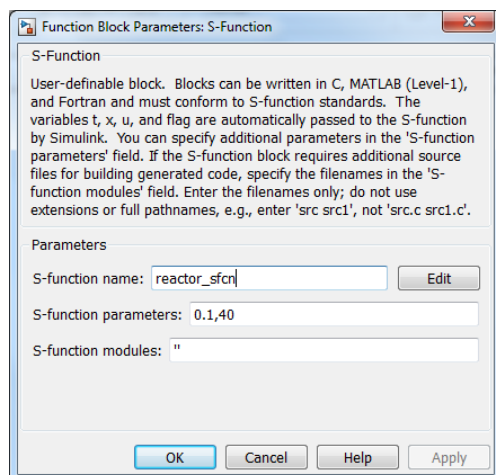 Function Block Parameters: S-Function
S-Function
User-definable block.  Blocks can be written in C, MATLAB (Level-1),
and Fortran and must conform to S-function standards.  The
variables t, x, u, and flag are automatically passed to the S-function
by Simulink.  You can specify additional parameters in the 'S-function
parameters' field. If the S-function block requires additional source
files for building generated code, specify the filenames in the 'S-
function modules' field. Enter the filenames only; do not use
extensions or full pathnames, e.g., enter 'src src1', not 'src.c src1.c'.
Parameters
S-function name: reactor_sfcn Edit
S-function parameters: 0.1,40
S-function modules: ''
OK Cancel Help Apply